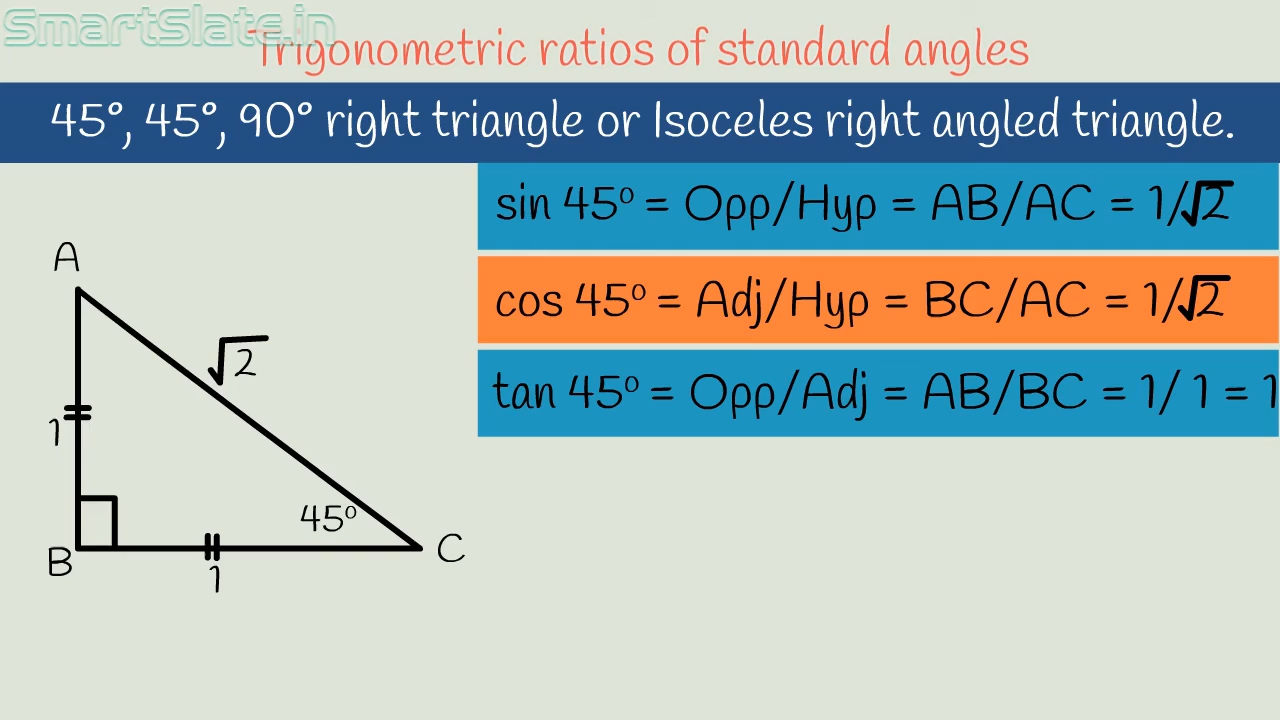 SmartSlate.in
Trigonometric ratios of standard angles
45°, 45°, 90° right triangle or Isoceles right angled triangle.
sin 45° = Opp/Hyp = AB/AC = 1/√2
cos 45° = Adj/Hyp = BC/AC = 1/√2
tan 45° = Opp/Adj = AB/BC = 1/ 1 = 1
A
√2
1
45°
B
C
1